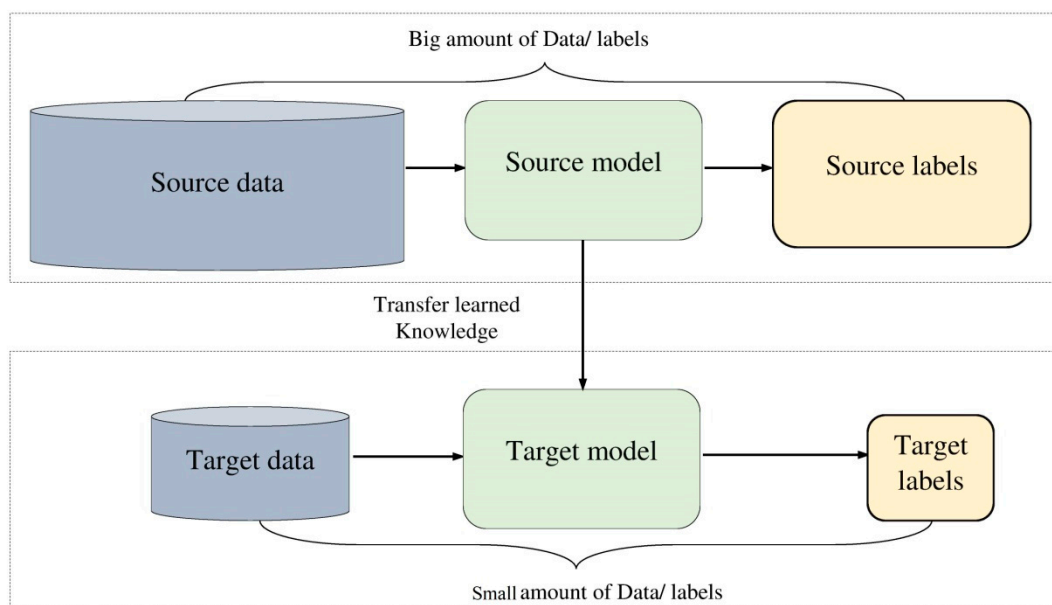 Big amount of Data/ labels
Source data
Source model
Source labels
Transfer learned
Knowledge
Target data
Target model
Target
labels
Small amount of Data/ labels